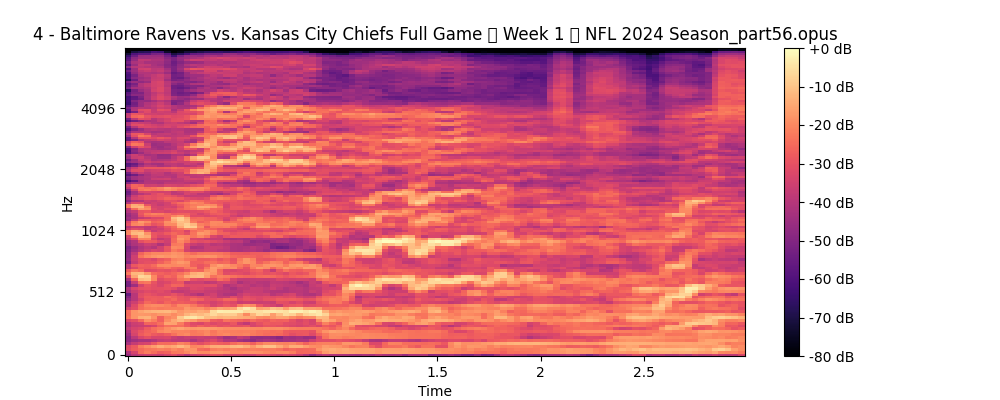 4 - Baltimore Ravens vs. Kansas City Chiefs Full Game ▯ Week 1 ▯ NFL 2024 Season_part56.opus
+0 dB
4096
-10 dB
-20 dB
2048
-30 dB
Hz
-40 dB
1024
-50 dB
512
-60 dB
-70 dB
0
-80 dB
0
0.5
1
1.5
2
2.5
Time